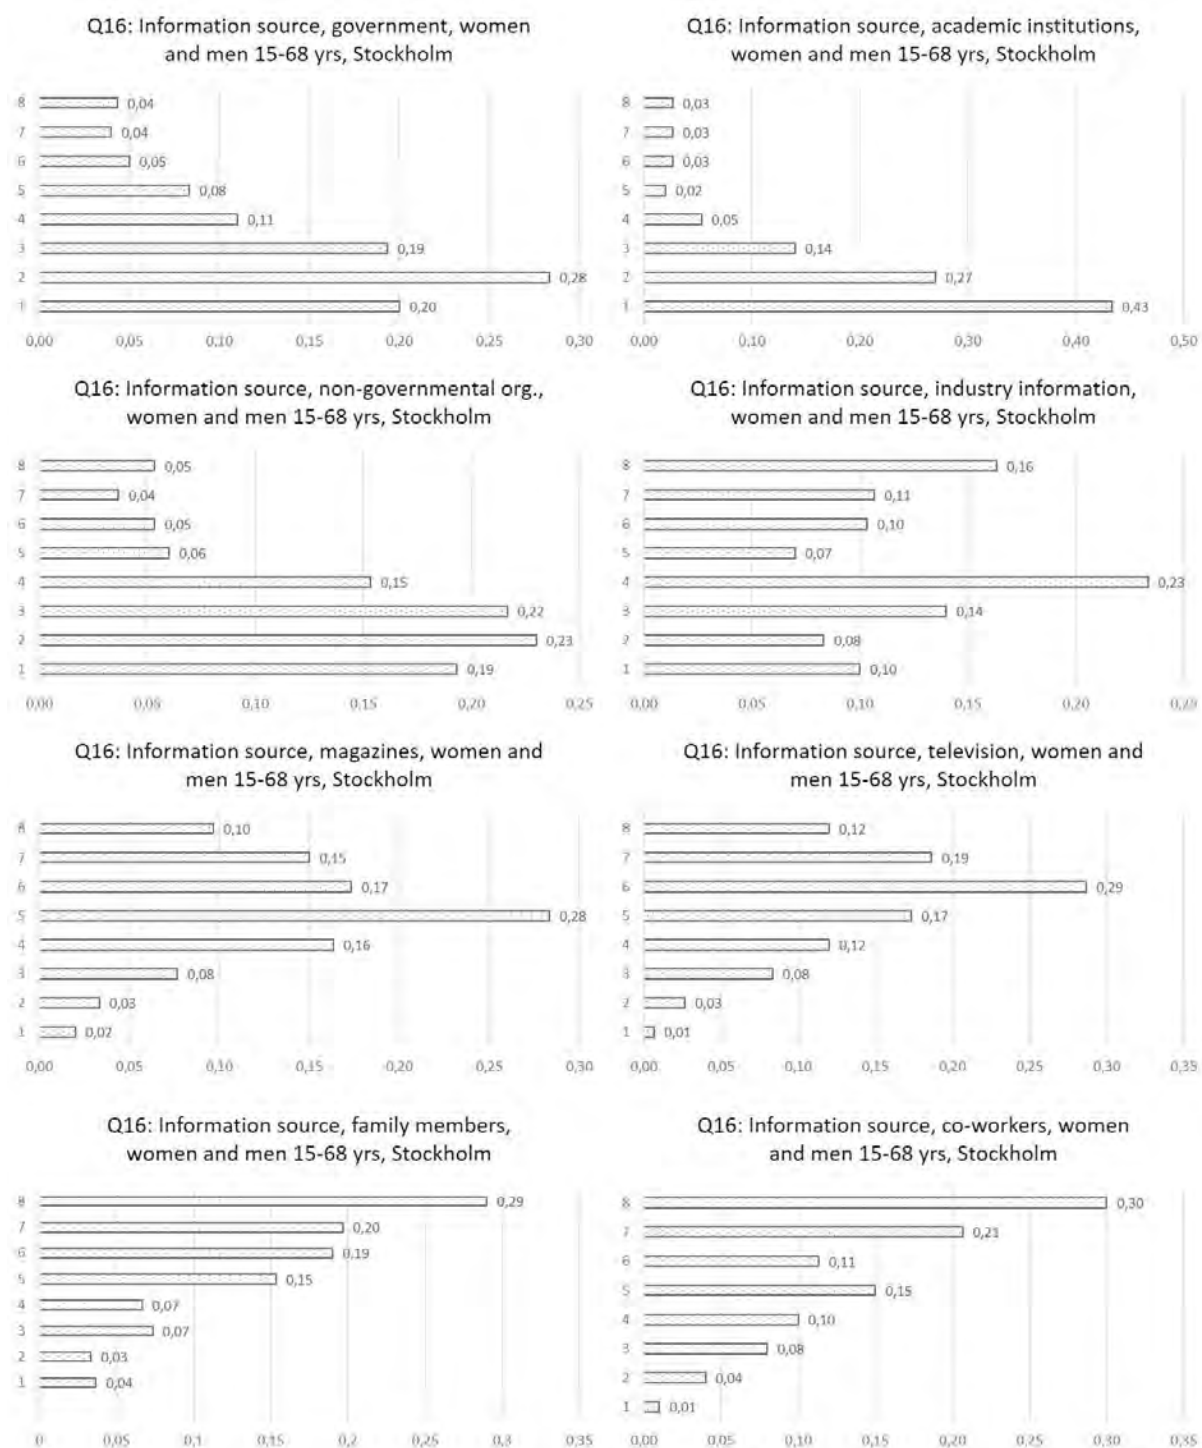 Q16: Information source, government, women
and men 15-68 yrs, Stockholm
8 0,04
7 0,04
6 0,05
5 0,08
4 0,11
3 0,19
2 0,28
1 0,20
0,00 0,05 0,10 0,15 0,20 0,25 0,30
Q16: Information source, academic institutions,
women and men 15-68 yrs, Stockholm
8 0,03
7 0,03
6 0,03
5 0,02
4 0,05
3 0,14
2 0,27
1 0,43
0,00 0,10 0,20 0,30 0,40 0,50
Q16: Information source, non-governmental org.,
women and men 15-68 yrs, Stockholm
8 0,05
7 0,04
6 0,05
5 0,06
4 0,15
3 0,22
2 0,23
1 0,19
0,00 0,05 0,10 0,15 0,20 0,25
Q16: Information source, industry information,
women and men 15-68 yrs, Stockholm
8 0,16
7 0,11
6 0,10
5 0,07
4 0,23
3 0,14
2 0,08
1 0,10
0,00 0,05 0,10 0,15 0,20 0,25
Q16: Information source, magazines, women and
men 15-68 yrs, Stockholm
8 0,10
7 0,15
6 0,17
5 0,28
4 0,16
3 0,08
2 0,03
1 0,02
0,00 0,05 0,10 0,15 0,20 0,25 0,30
Q16: Information source, television, women and
men 15-68 yrs, Stockholm
8 0,12
7 0,19
6 0,29
5 0,17
4 0,12
3 0,08
2 0,03
1 0,01
0,00 0,05 0,10 0,15 0,20 0,25 0,30 0,35
Q16: Information source, family members,
women and men 15-68 yrs, Stockholm
8 0,29
7 0,20
6 0,19
5 0,15
4 0,07
3 0,07
2 0,03
1 0,04
0 0,05 0,1 0,15 0,2 0,25 0,3 0,35
Q16: Information source, co-workers, women
and men 15-68 yrs, Stockholm
8 0,30
7 0,21
6 0,11
5 0,15
4 0,10
3 0,08
2 0,04
1 0,01
0,00 0,05 0,10 0,15 0,20 0,25 0,30 0,35